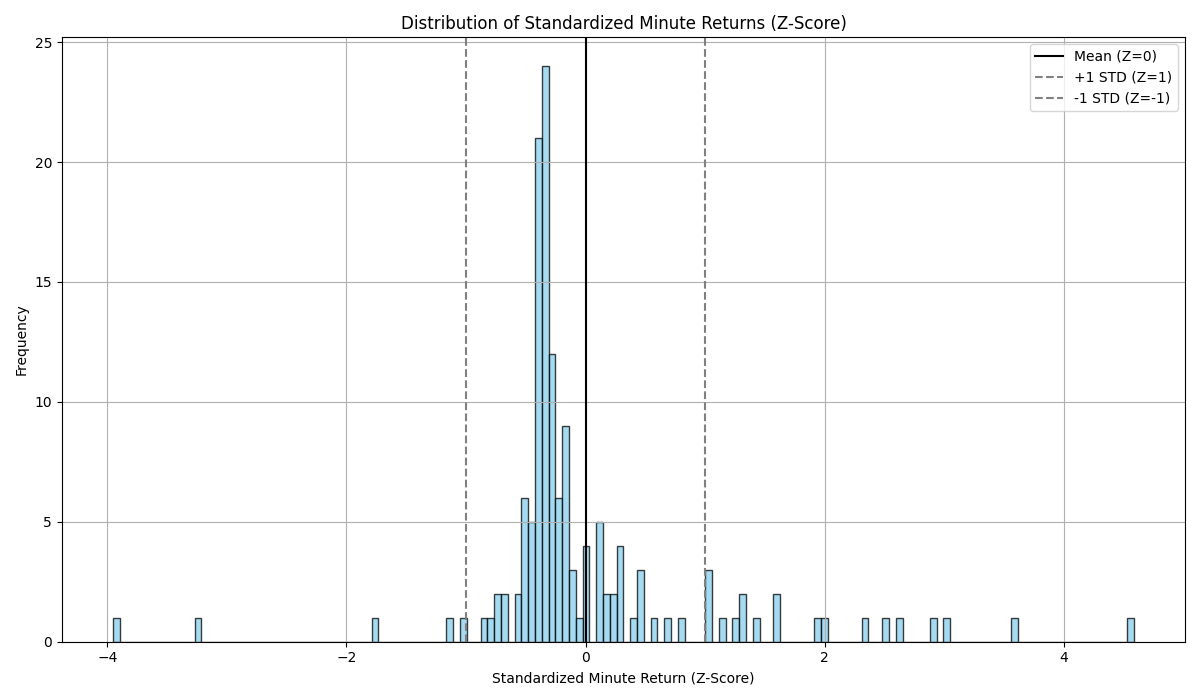 Distribution of Standardized Minute Returns (Z-Score)
Mean (Z=0)
+1 STD (Z=1)
-1 STD (Z=-1)
Frequency
25
20
15
10
5
0
−4
−2
0
2
4
Standardized Minute Return (Z-Score)